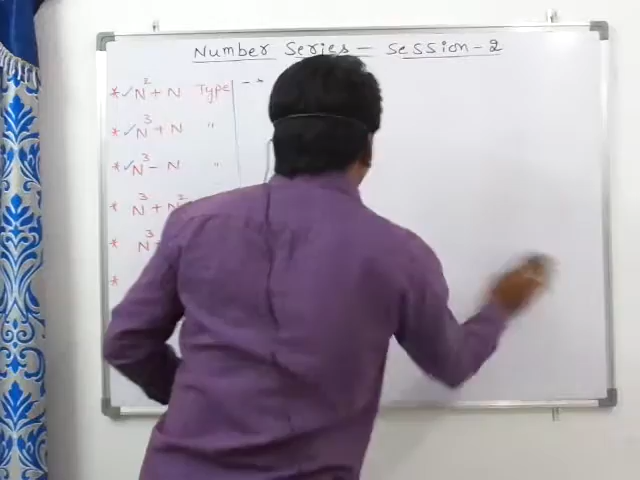 Number Series - Session-2
* ✓ N² + N Type
* ✓ N³ + N "
* ✓ N³ - N "
* N³ + N²
* N³
*